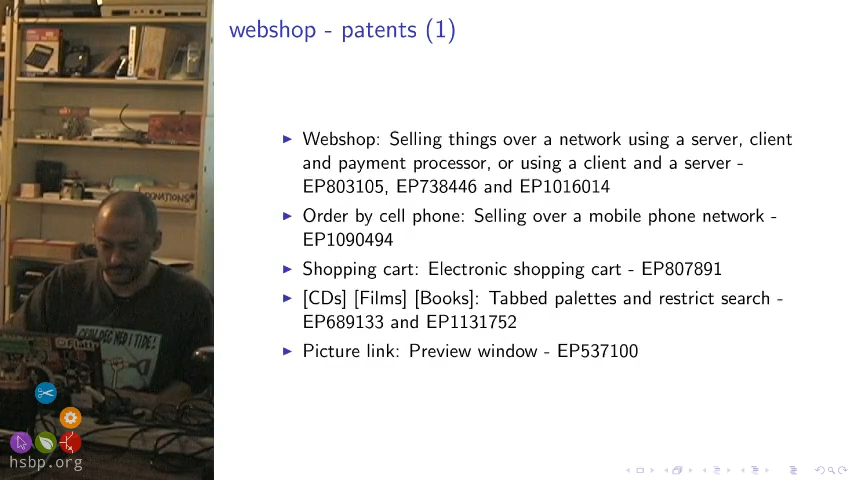 webshop - patents (1)
Webshop: Selling things over a network using a server, client
and payment processor, or using a client and a server -
EP803105, EP738446 and EP1016014
Order by cell phone: Selling over a mobile phone network -
EP1090494
Shopping cart: Electronic shopping cart - EP807891
[CDs] [Films] [Books]: Tabbed palettes and restrict search -
EP689133 and EP1131752
Picture link: Preview window - EP537100
hsbp.org